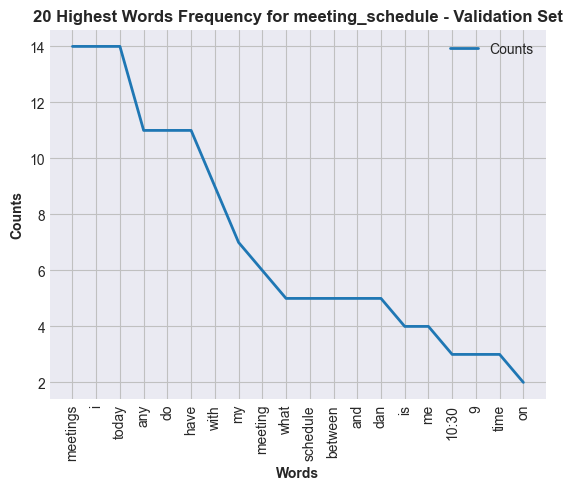 20 Highest Words Frequency for meeting_schedule - Validation Set
Counts
14
12
10
8
6
4
2
Counts
meetings
i
today
any
do
have
with
my
meeting
what
schedule
between
and
dan
is
me
10:30
9
time
on
Words